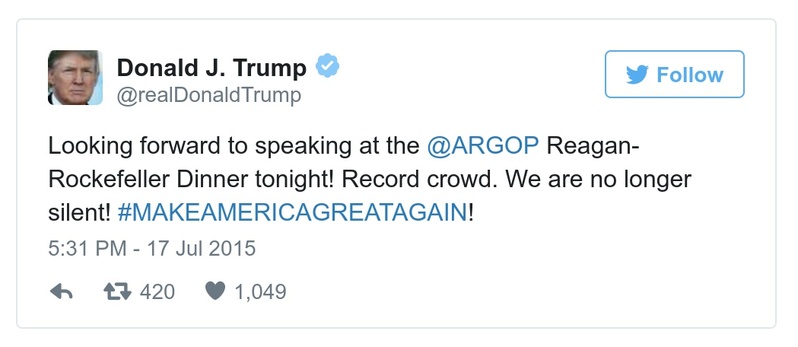 Donald J. Trump
@realDonaldTrump
Follow
Looking forward to speaking at the @ARGOP Reagan-
Rockefeller Dinner tonight! Record crowd. We are no longer
silent! #MAKEAMERICAGREATAGAIN!
5:31 PM - 17 Jul 2015
420 1,049